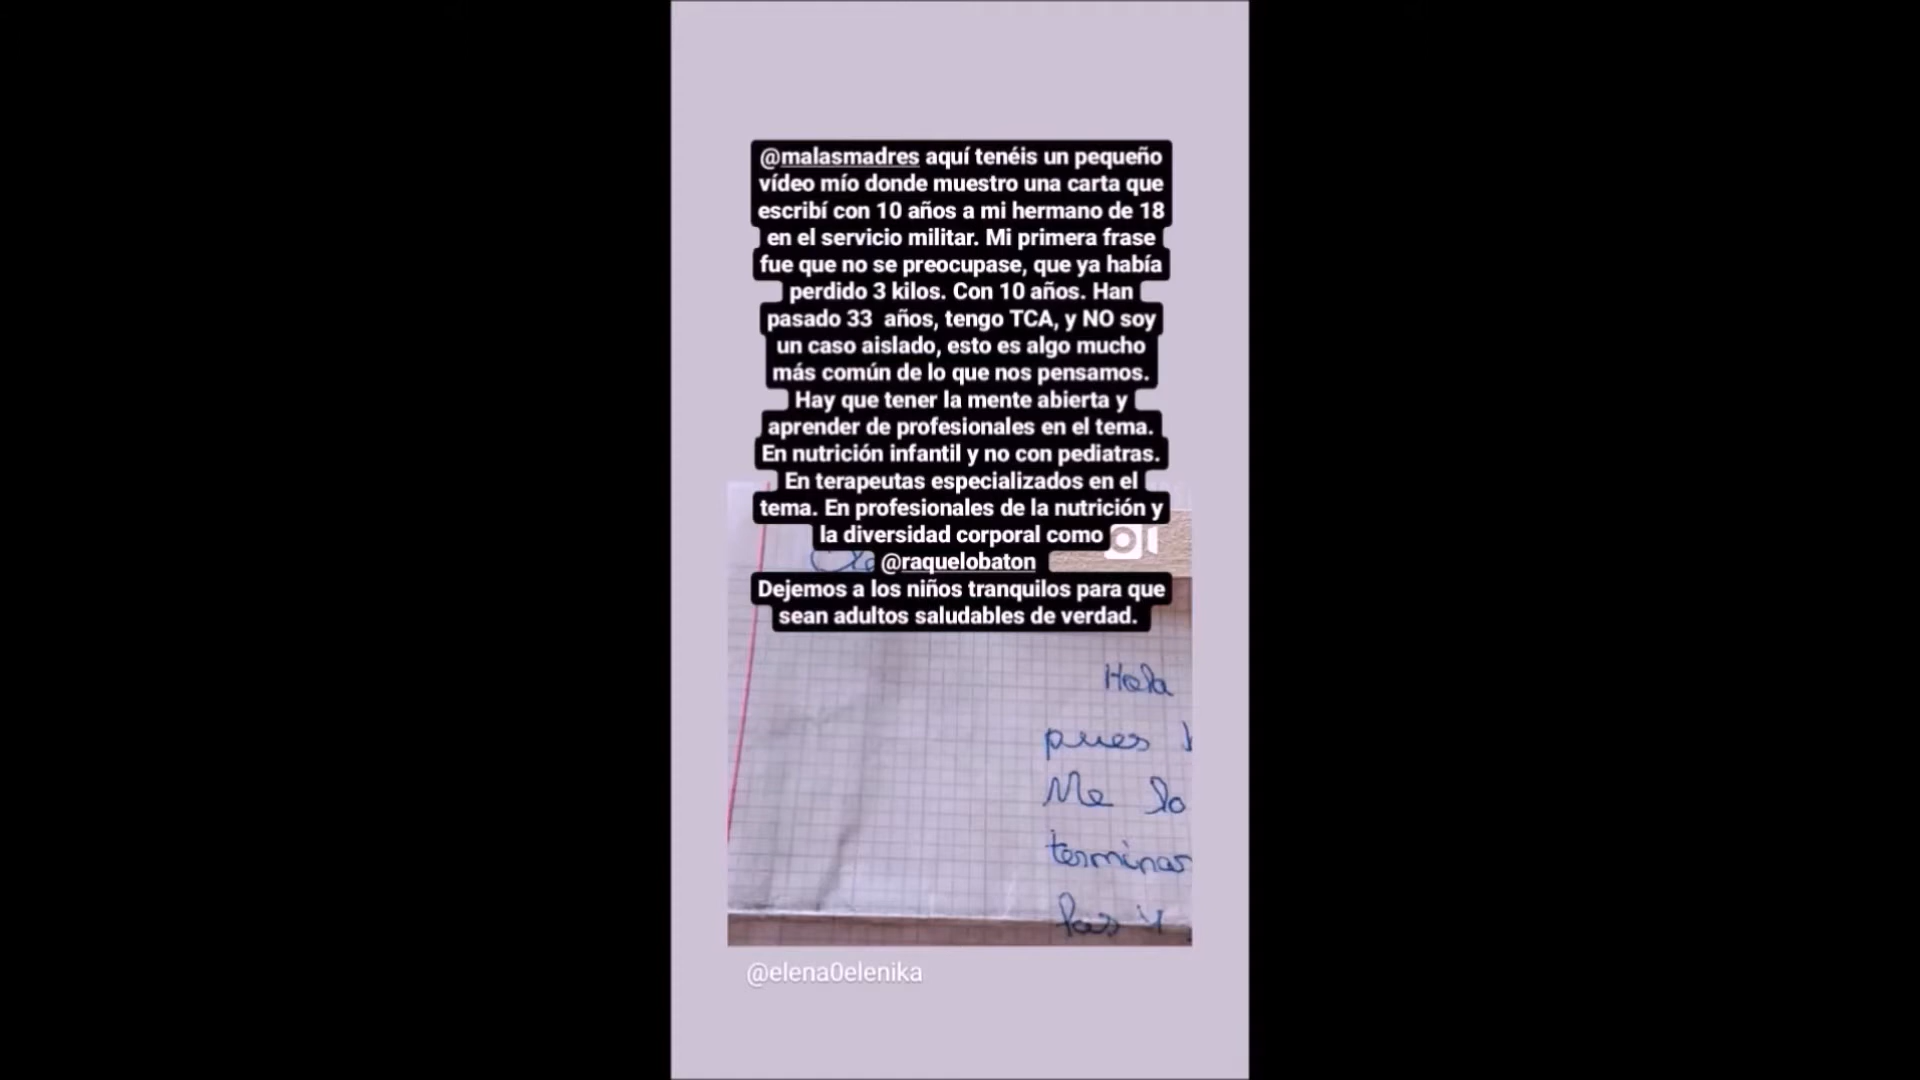 @malasmadres aquí tenéis un pequeño
vídeo mío donde muestro una carta que
escribí con 10 años a mi hermano de 18
en el servicio militar. Mi primera frase
fue que no se preocupase, que ya había
perdido 3 kilos. Con 10 años. Han
pasado 33 años, tengo TCA, y NO soy
un caso aislado, esto es algo mucho
más común de lo que nos pensamos.
Hay que tener la mente abierta y
aprender de profesionales en el tema.
En nutrición infantil y no con pediatras.
En terapeutas especializados en el
tema. En profesionales de la nutrición y
la diversidad corporal como
@raquelobaton
Dejemos a los niños tranquilos para que
sean adultos saludables de verdad.
Hola
pues
Me lo
terminar
las
@elena0elenika